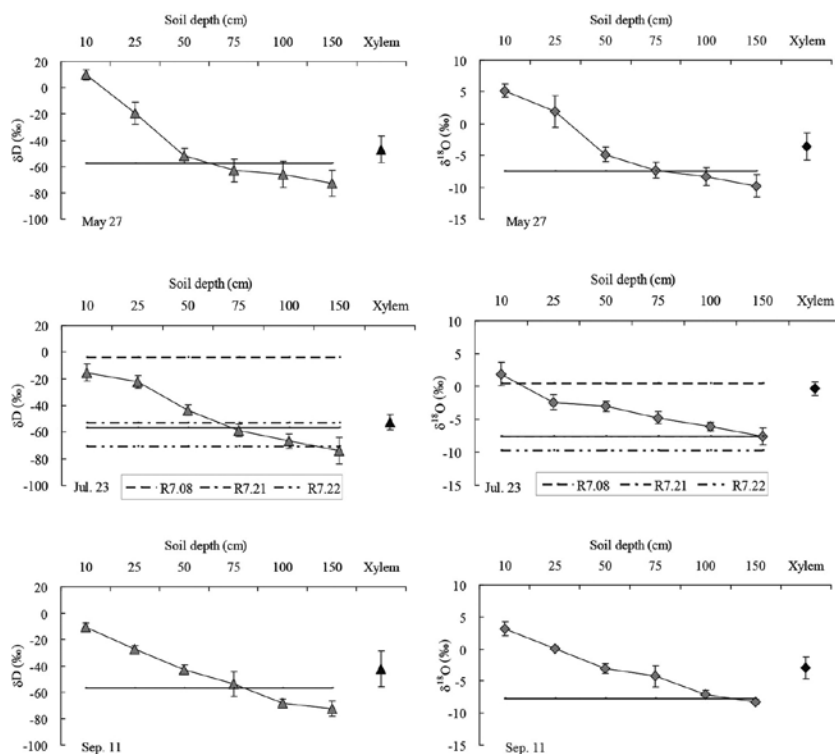 Soil depth (cm)
10 25 50 75 100 150 Xylem
20
0
-20
-40
-60
-80
-100
δD (‰)
May 27
Soil depth (cm)
10 25 50 75 100 150 Xylem
10
5
0
-5
-10
-15
δ18O (‰)
May 27
Soil depth (cm)
10 25 50 75 100 150 Xylem
20
0
-20
-40
-60
-80
-100
δD (‰)
Jul. 23
R7.08 R7.21 R7.22
Soil depth (cm)
10 25 50 75 100 150 Xylem
10
5
0
-5
-10
-15
δ18O (‰)
Jul. 23
R7.08 R7.21 R7.22
Soil depth (cm)
10 25 50 75 100 150 Xylem
20
0
-20
-40
-60
-80
-100
δD (‰)
Sep. 11
Soil depth (cm)
10 25 50 75 100 150 Xylem
10
5
0
-5
-10
-15
δ18O (‰)
Sep. 11